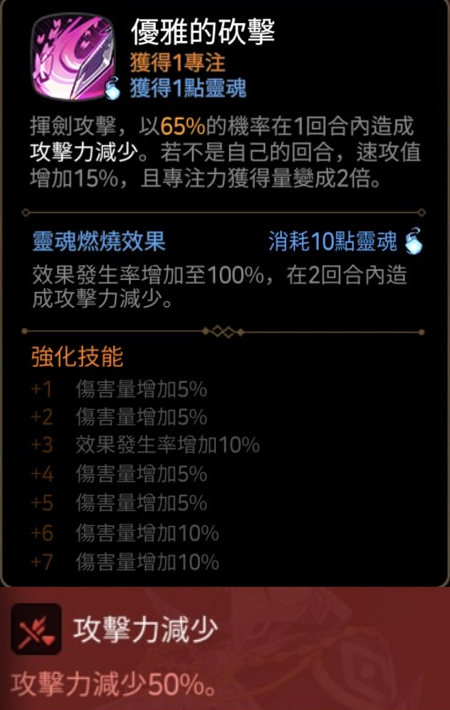 優雅的砍擊
獲得1專注
獲得1點靈魂
揮劍攻擊，以65%的機率在1回合內造成
攻擊力減少。若不是自己的回合，速攻值
增加15%，且專注力獲得量變成2倍。
靈魂燃燒效果 消耗10點靈魂
效果發生率增加至100%，在2回合內造
成攻擊力減少。
強化技能
+1 傷害量增加5%
+2 傷害量增加5%
+3 效果發生率增加10%
+4 傷害量增加5%
+5 傷害量增加5%
+6 傷害量增加10%
+7 傷害量增加10%
攻擊力減少
攻擊力減少50%。